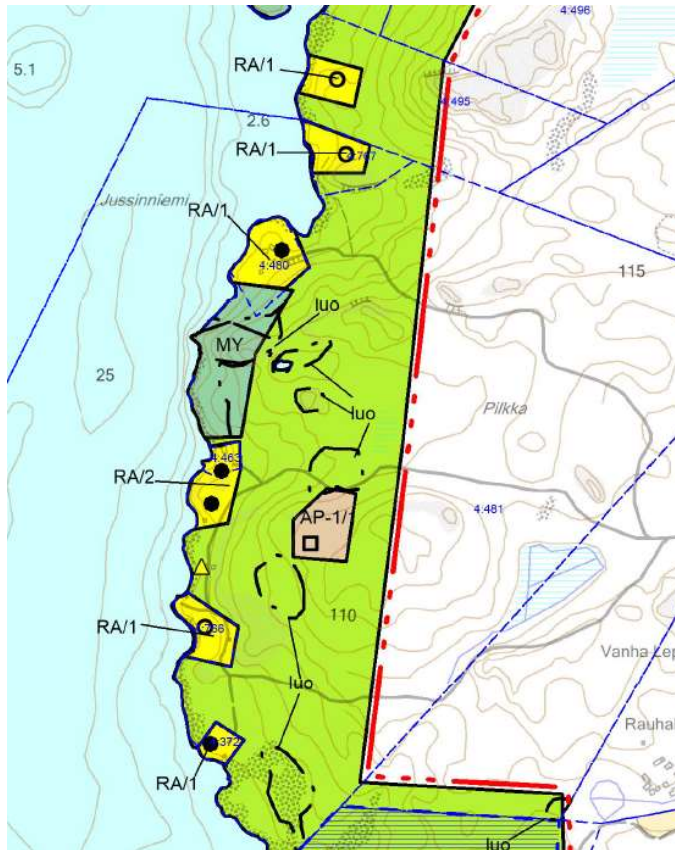 4:496
RA/1
5.1
4:495
2.6
RA/1
Jussinniemi
RA/1
4:480
115
luo
MY
25
Pilkka
luo
4:463
RA/2
4:481
AP-1/1
110
RA/1
:766
Vanha Lep
luo
Rauhal
:372
RA/1
luo